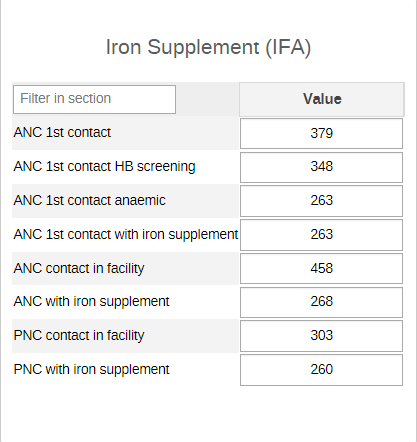 Iron Supplement (IFA)
Filter in section Value
ANC 1st contact 379
ANC 1st contact HB screening 348
ANC 1st contact anaemic 263
ANC 1st contact with iron supplement 263
ANC contact in facility 458
ANC with iron supplement 268
PNC contact in facility 303
PNC with iron supplement 260